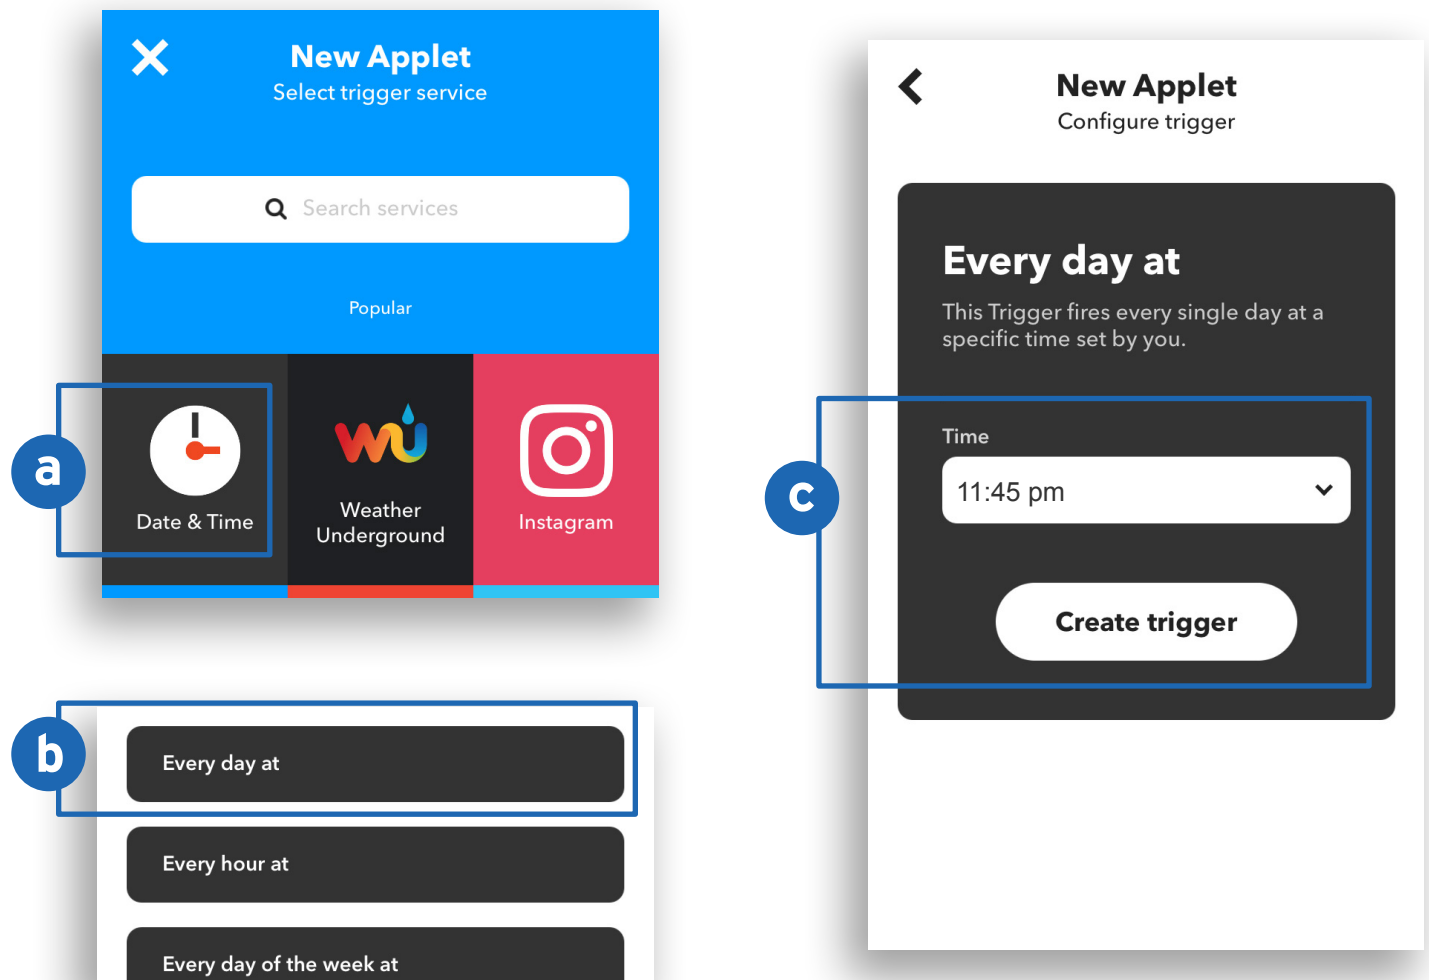 New Applet
Select trigger service
Search services
Popular
a
Date & Time
wu
Weather
Underground
Instagram
b
Every day at
Every hour at
Every day of the week at
New Applet
Configure trigger
Every day at
This Trigger fires every single day at a
specific time set by you.
c
Time
11:45 pm
Create trigger